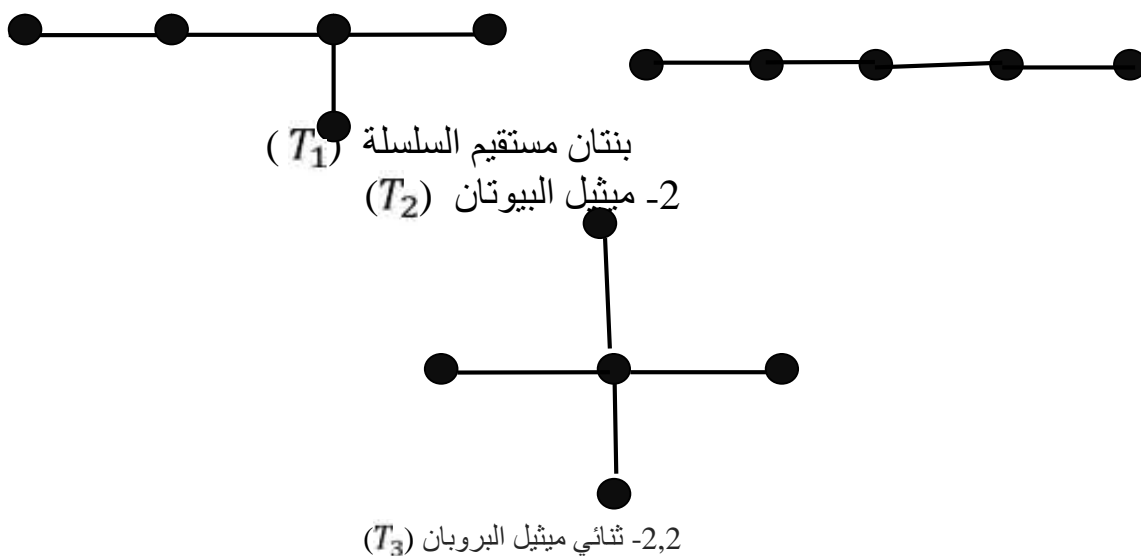 بنتان مستقيم السلسلة (T₁)
2- ميثيل البيوتان (T₂)
2,2- ثنائي ميثيل البروبان (T₃)